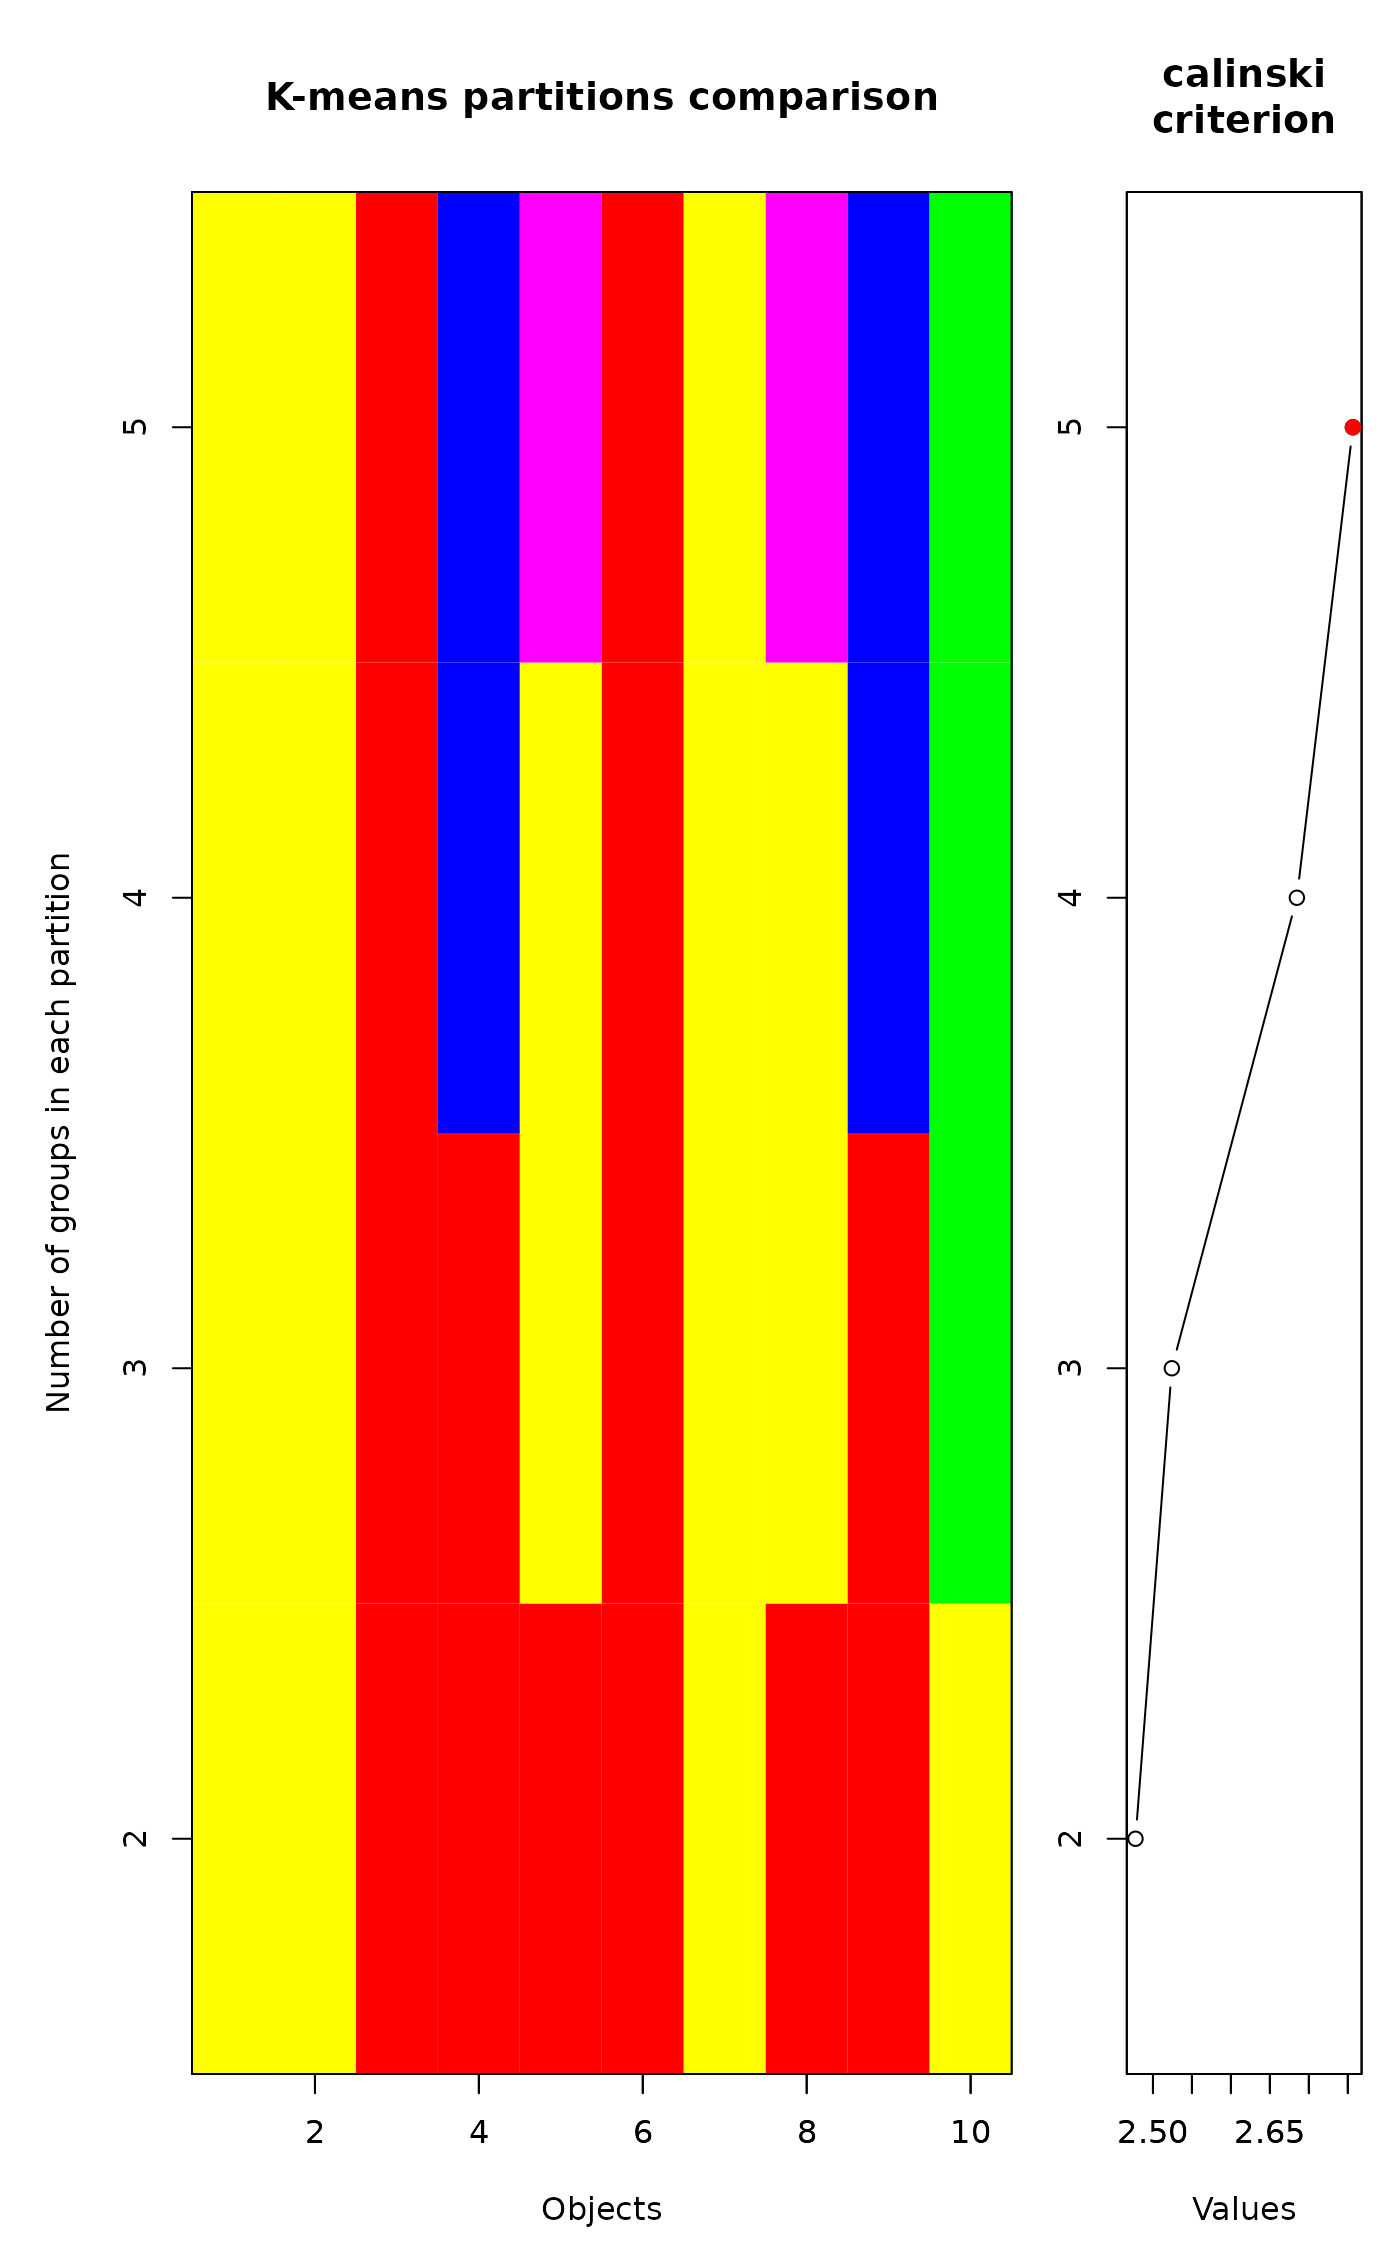 K-means partitions comparison
Number of groups in each partition
5
4
3
2
2 4 6 8 10
Objects
calinski
criterion
5
4
3
2
2.50 2.65
Values